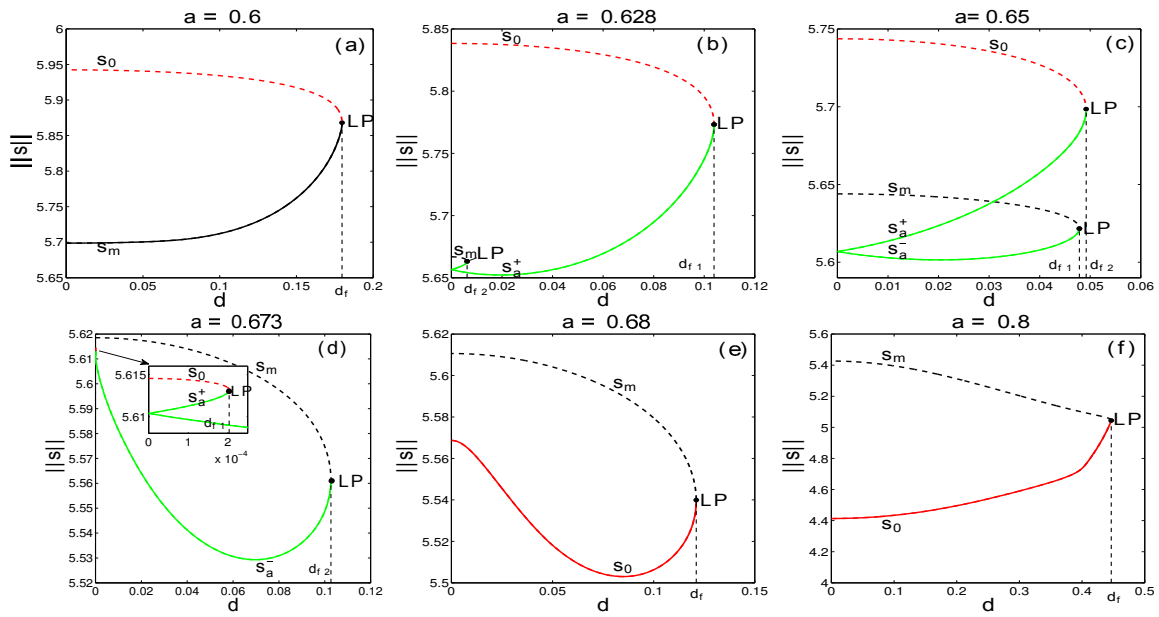 a = 0.6
(a)
||s||
6
5.95
5.9
5.85
5.8
5.75
5.7
5.65
s0
sm
LP
0
0.05
0.1
0.15
0.2
df
d
a = 0.628
(b)
||s||
5.85
5.75
5.65
s0
sm
LP
sa+
LP
0
0.02
0.04
0.06
0.08
0.1
0.12
df 2
df 1
d
a= 0.65
(c)
||s||
5.75
5.7
5.65
5.6
s0
sm
sa+
sa−
LP
LP
df 1
df 2
0
0.01
0.02
0.03
0.04
0.05
0.06
d
a = 0.673
(d)
||s||
5.62
5.61
5.6
5.59
5.58
5.57
5.56
5.55
5.54
5.53
5.52
sm
5.615
5.61
s0
sa+
LP
df 1
0
1
2
x 10-4
LP
sa−
df 2
0
0.02
0.04
0.06
0.08
0.1
0.12
d
a = 0.68
(e)
||s||
5.62
5.6
5.58
5.56
5.54
5.52
5.5
sm
LP
s0
0
0.05
0.1
0.15
df
d
a = 0.8
(f)
||s||
5.6
5.4
5.2
5
4.8
4.6
4.4
4.2
4
sm
LP
s0
0
0.1
0.2
0.3
0.4
0.5
df
d